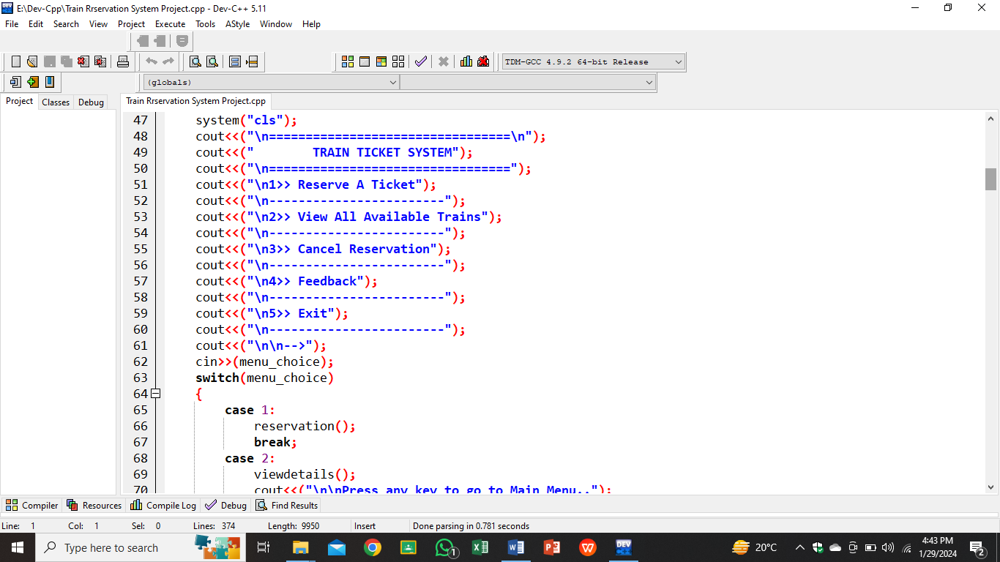 E:\Dev-Cpp\Train Rrservation System Project.cpp - Dev-C++ 5.11
File Edit Search View Project Execute Tools AStyle Window Help
TDM-GCC 4.9.2 64-bit Release
(globals)
Project Classes Debug
Train Rrservation System Project.cpp
47 system("cls");
48 cout<<("\n=================================\n");
49 cout<<("        TRAIN TICKET SYSTEM");
50 cout<<("\n=================================");
51 cout<<("\n1>> Reserve A Ticket");
52 cout<<("\n------------------------");
53 cout<<("\n2>> View All Available Trains");
54 cout<<("\n------------------------");
55 cout<<("\n3>> Cancel Reservation");
56 cout<<("\n------------------------");
57 cout<<("\n4>> Feedback");
58 cout<<("\n------------------------");
59 cout<<("\n5>> Exit");
60 cout<<("\n------------------------");
61 cout<<("\n\n-->");
62 cin>>(menu_choice);
63 switch(menu_choice)
64 {
65 case 1:
66 reservation();
67 break;
68 case 2:
69 viewdetails();
70 cout<<("\n\nPress any key to go to Main Menu..");
Compiler Resources Compile Log Debug Find Results
Line: 1 Col: 1 Sel: 0 Lines: 374 Length: 9950 Insert Done parsing in 0.781 seconds
Type here to search
1
DEV
20°C
4:43 PM
1/29/2024
2